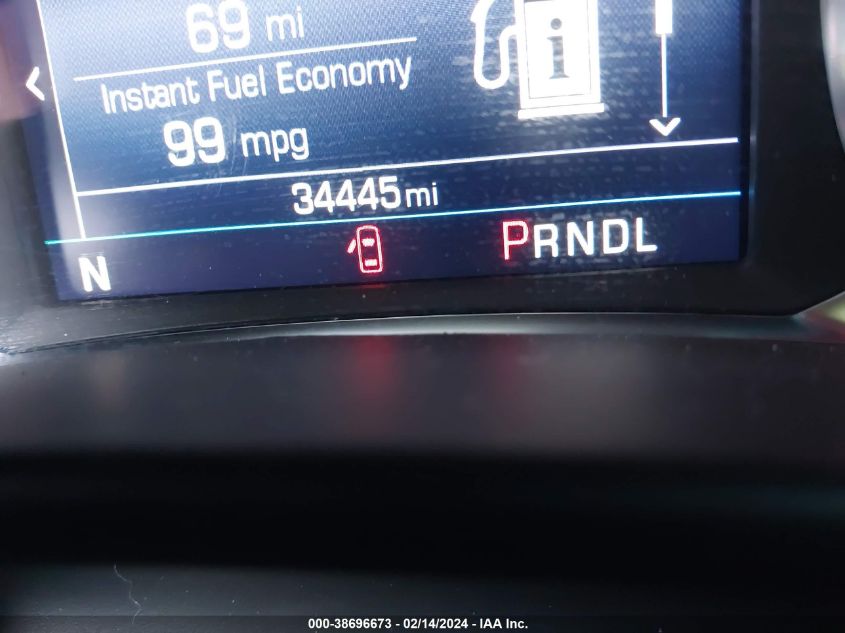 69 mi
Instant Fuel Economy
99 mpg
34445 mi
N PRNDL
000-38696673 / 02/14/2024 - IAA Inc.